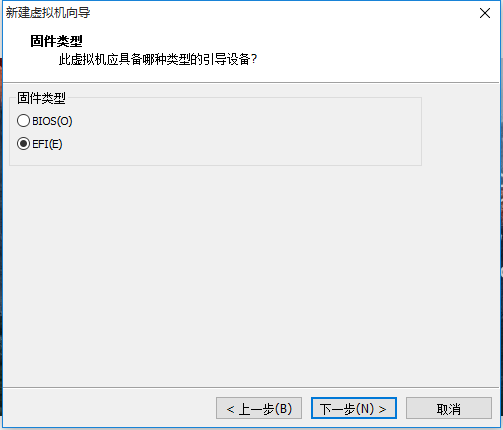 新建虚拟机向导
固件类型
此虚拟机应具备哪种类型的引导设备?
固件类型
BIOS(O)
EFI(E)
< 上一步(B) 下一步(N) > 取消